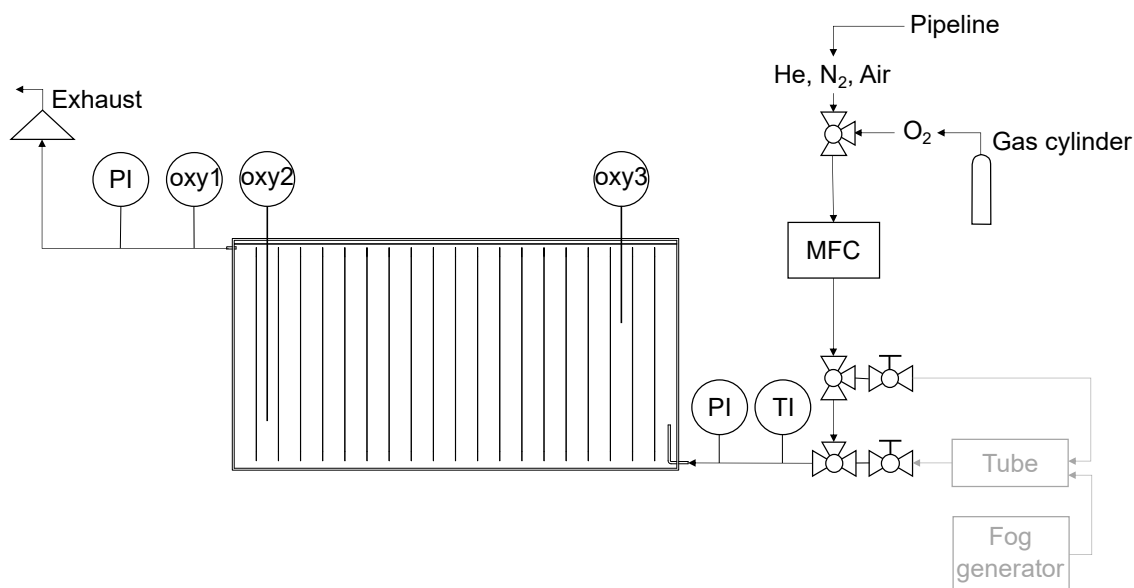 Pipeline
He, N₂, Air
Exhaust
O₂
Gas cylinder
PI
oxy1
oxy2
oxy3
MFC
PI
TI
Tube
Fog
generator